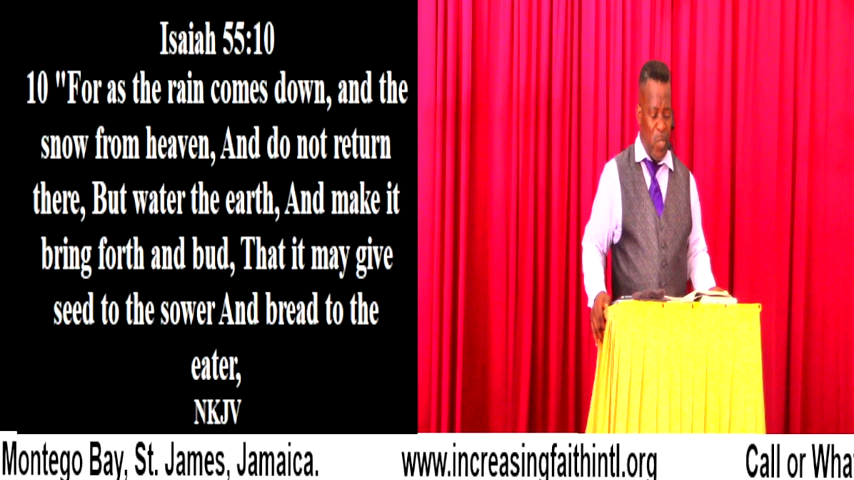 Isaiah 55:10
10 "For as the rain comes down, and the
snow from heaven, And do not return
there, But water the earth, And make it
bring forth and bud, That it may give
seed to the sower And bread to the
eater,
NKJV
Montego Bay, St. James, Jamaica. www.increasingfaithintl.org Call or